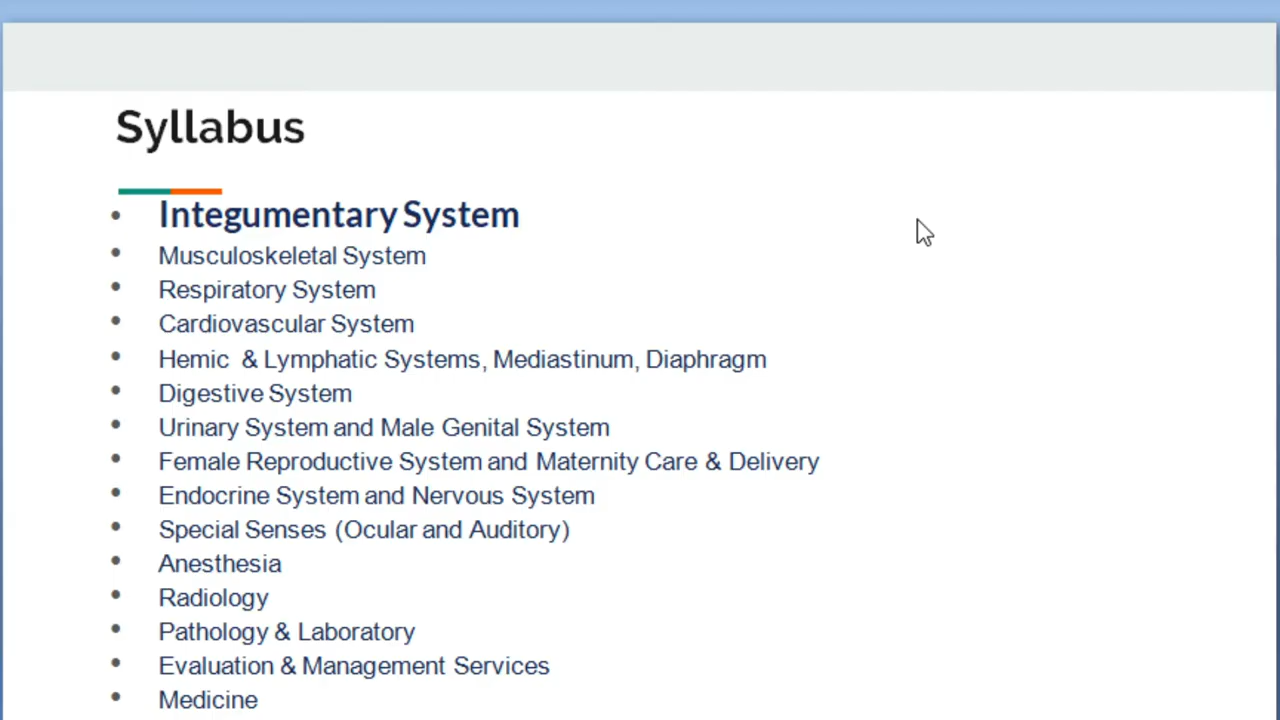 Syllabus
• Integumentary System
• Musculoskeletal System
• Respiratory System
• Cardiovascular System
• Hemic & Lymphatic Systems, Mediastinum, Diaphragm
• Digestive System
• Urinary System and Male Genital System
• Female Reproductive System and Maternity Care & Delivery
• Endocrine System and Nervous System
• Special Senses (Ocular and Auditory)
• Anesthesia
• Radiology
• Pathology & Laboratory
• Evaluation & Management Services
• Medicine